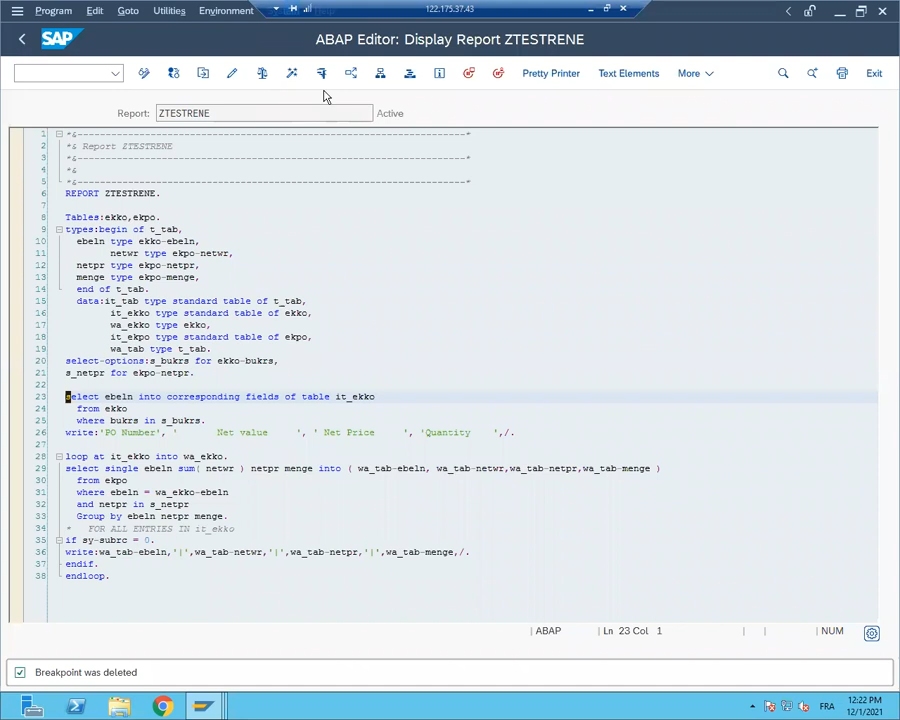 122.175.37.43
Program Edit Goto Utilities Environment
SAP
ABAP Editor: Display Report ZTESTRENE
Pretty Printer Text Elements More Exit
Report: ZTESTRENE Active
1 *&---------------------------------------------------------------------*
2 *& Report ZTESTRENE
3 *&---------------------------------------------------------------------*
4 *&
5 *&---------------------------------------------------------------------*
6 REPORT ZTESTRENE.
7
8 Tables:ekko,ekpo.
9 types:begin of t_tab,
10 ebeln type ekko-ebeln,
11 netwr type ekpo-netwr,
12 netpr type ekpo-netpr,
13 menge type ekpo-menge,
14 end of t_tab.
15 data:it_tab type standard table of t_tab,
16 it_ekko type standard table of ekko,
17 wa_ekko type ekko,
18 it_ekpo type standard table of ekpo,
19 wa_tab type t_tab.
20 select-options:s_bukrs for ekko-bukrs,
21 s_netpr for ekpo-netpr.
22
23 select ebeln into corresponding fields of table it_ekko
24 from ekko
25 where bukrs in s_bukrs.
26 write:'PO Number', '       Net value     ', ' Net Price     ', 'Quantity    ',/.
27
28 loop at it_ekko into wa_ekko.
29 select single ebeln sum( netwr ) netpr menge into ( wa_tab-ebeln, wa_tab-netwr,wa_tab-netpr,wa_tab-menge )
30 from ekpo
31 where ebeln = wa_ekko-ebeln
32 and netpr in s_netpr
33 Group by ebeln netpr menge.
34 *   FOR ALL ENTRIES IN it_ekko
35 if sy-subrc = 0.
36 write:wa_tab-ebeln,'|',wa_tab-netwr,'|',wa_tab-netpr,'|',wa_tab-menge,/.
37 endif.
38 endloop.
ABAP Ln 23 Col 1 NUM
Breakpoint was deleted
FRA 12:22 PM
12/1/2021